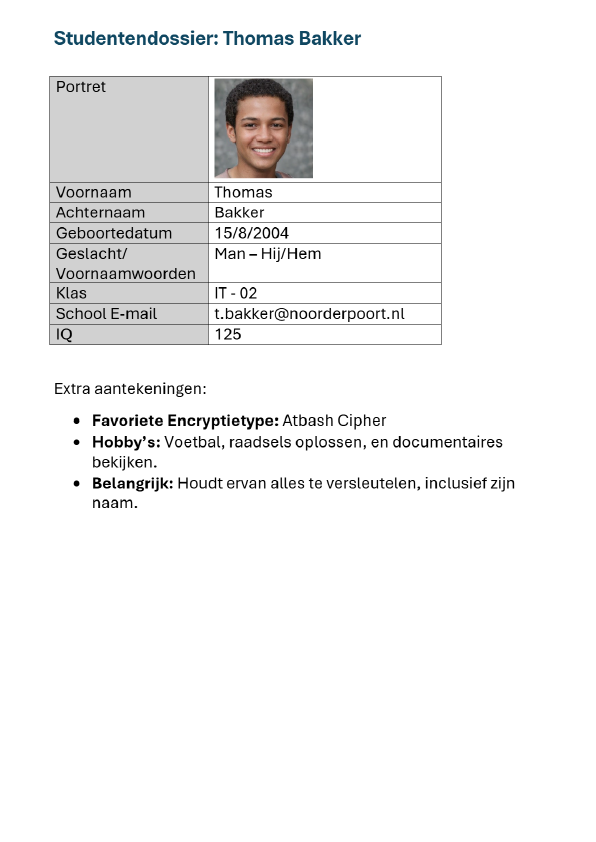 Studentendossier: Thomas Bakker
Portret
Voornaam Thomas
Achternaam Bakker
Geboortedatum 15/8/2004
Geslacht/ Man – Hij/Hem
Voornaamwoorden
Klas IT - 02
School E-mail t.bakker@noorderpoort.nl
IQ 125
Extra aantekeningen:
• Favoriete Encryptietype: Atbash Cipher
• Hobby’s: Voetbal, raadsels oplossen, en documentaires
bekijken.
• Belangrijk: Houdt ervan alles te versleutelen, inclusief zijn
naam.